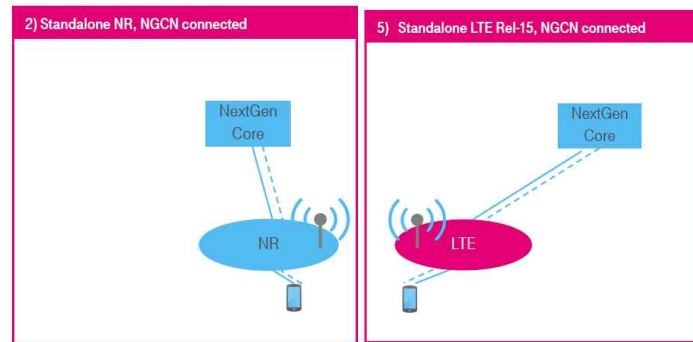 2) Standalone NR, NGCN connected
NextGen
Core
NR
5) Standalone LTE Rel-15, NGCN connected
NextGen
Core
LTE